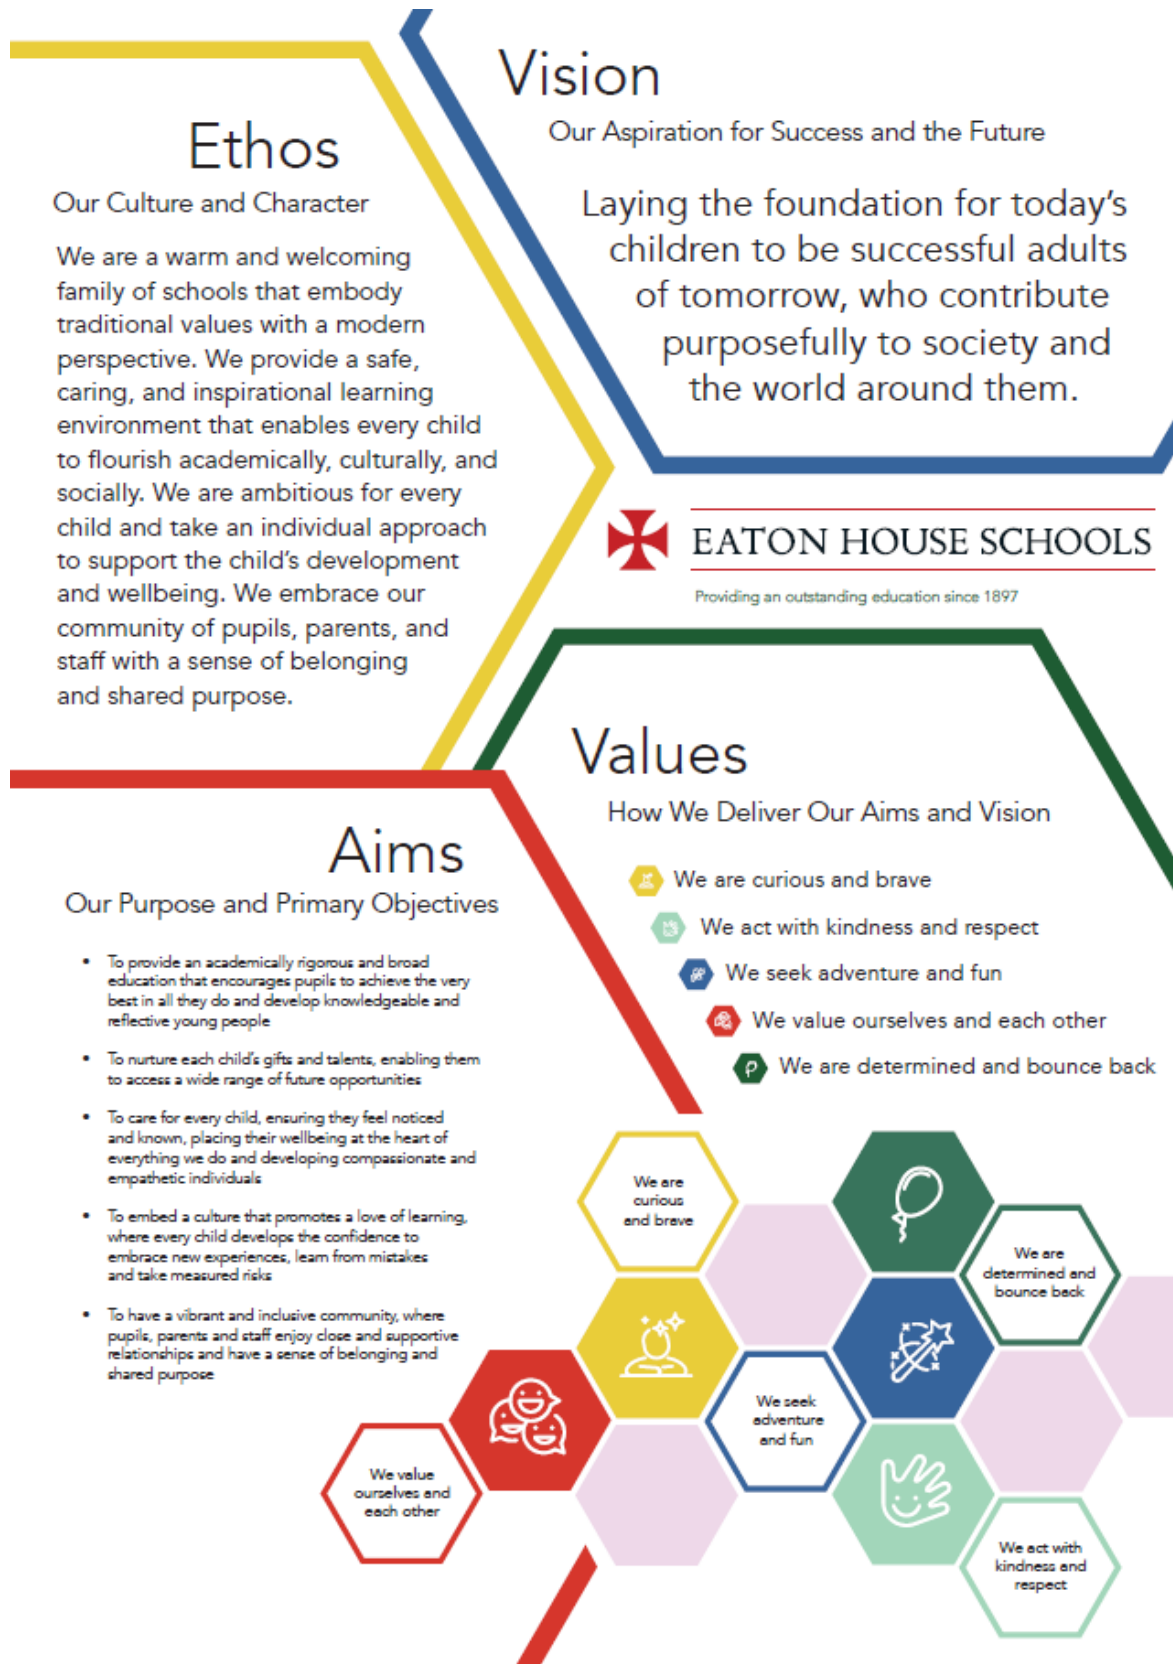 Ethos
Our Culture and Character
We are a warm and welcoming
family of schools that embody
traditional values with a modern
perspective. We provide a safe,
caring, and inspirational learning
environment that enables every child
to flourish academically, culturally, and
socially. We are ambitious for every
child and take an individual approach
to support the child's development
and wellbeing. We embrace our
community of pupils, parents, and
staff with a sense of belonging
and shared purpose.
Vision
Our Aspiration for Success and the Future
Laying the foundation for today's
children to be successful adults
of tomorrow, who contribute
purposefully to society and
the world around them.
EATON HOUSE SCHOOLS
Providing an outstanding education since 1897
Aims
Our Purpose and Primary Objectives
• To provide an academically rigorous and broad
education that encourages pupils to achieve the very
best in all they do and develop knowledgeable and
reflective young people
• To nurture each child's gifts and talents, enabling them
to access a wide range of future opportunities
• To care for every child, ensuring they feel noticed
and known, placing their wellbeing at the heart of
everything we do and developing compassionate and
empathetic individuals
• To embed a culture that promotes a love of learning,
where every child develops the confidence to
embrace new experiences, learn from mistakes
and take measured risks
• To have a vibrant and inclusive community, where
pupils, parents and staff enjoy close and supportive
relationships and have a sense of belonging and
shared purpose
Values
How We Deliver Our Aims and Vision
We are curious and brave
We act with kindness and respect
We seek adventure and fun
We value ourselves and each other
We are determined and bounce back
We are
curious
and brave
We are
determined and
bounce back
We seek
adventure
and fun
We value
ourselves and
each other
We act with
kindness and
respect